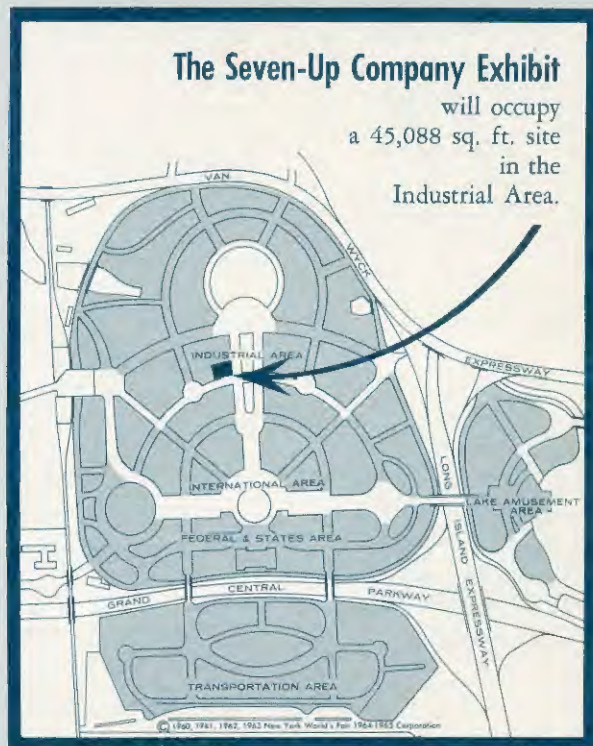 The Seven-Up Company Exhibit
will occupy
a 45,088 sq. ft. site
in the
Industrial Area.
VAN
WYCK
EXPRESSWAY
INDUSTRIAL AREA
LONG
ISLAND
EXPRESSWAY
INTERNATIONAL AREA
LAKE AMUSEMENT
AREA
FEDERAL & STATES AREA
GRAND
CENTRAL
PARKWAY
TRANSPORTATION AREA
© 1960, 1961, 1962, 1963 New York World's Fair 1964-1965 Corporation